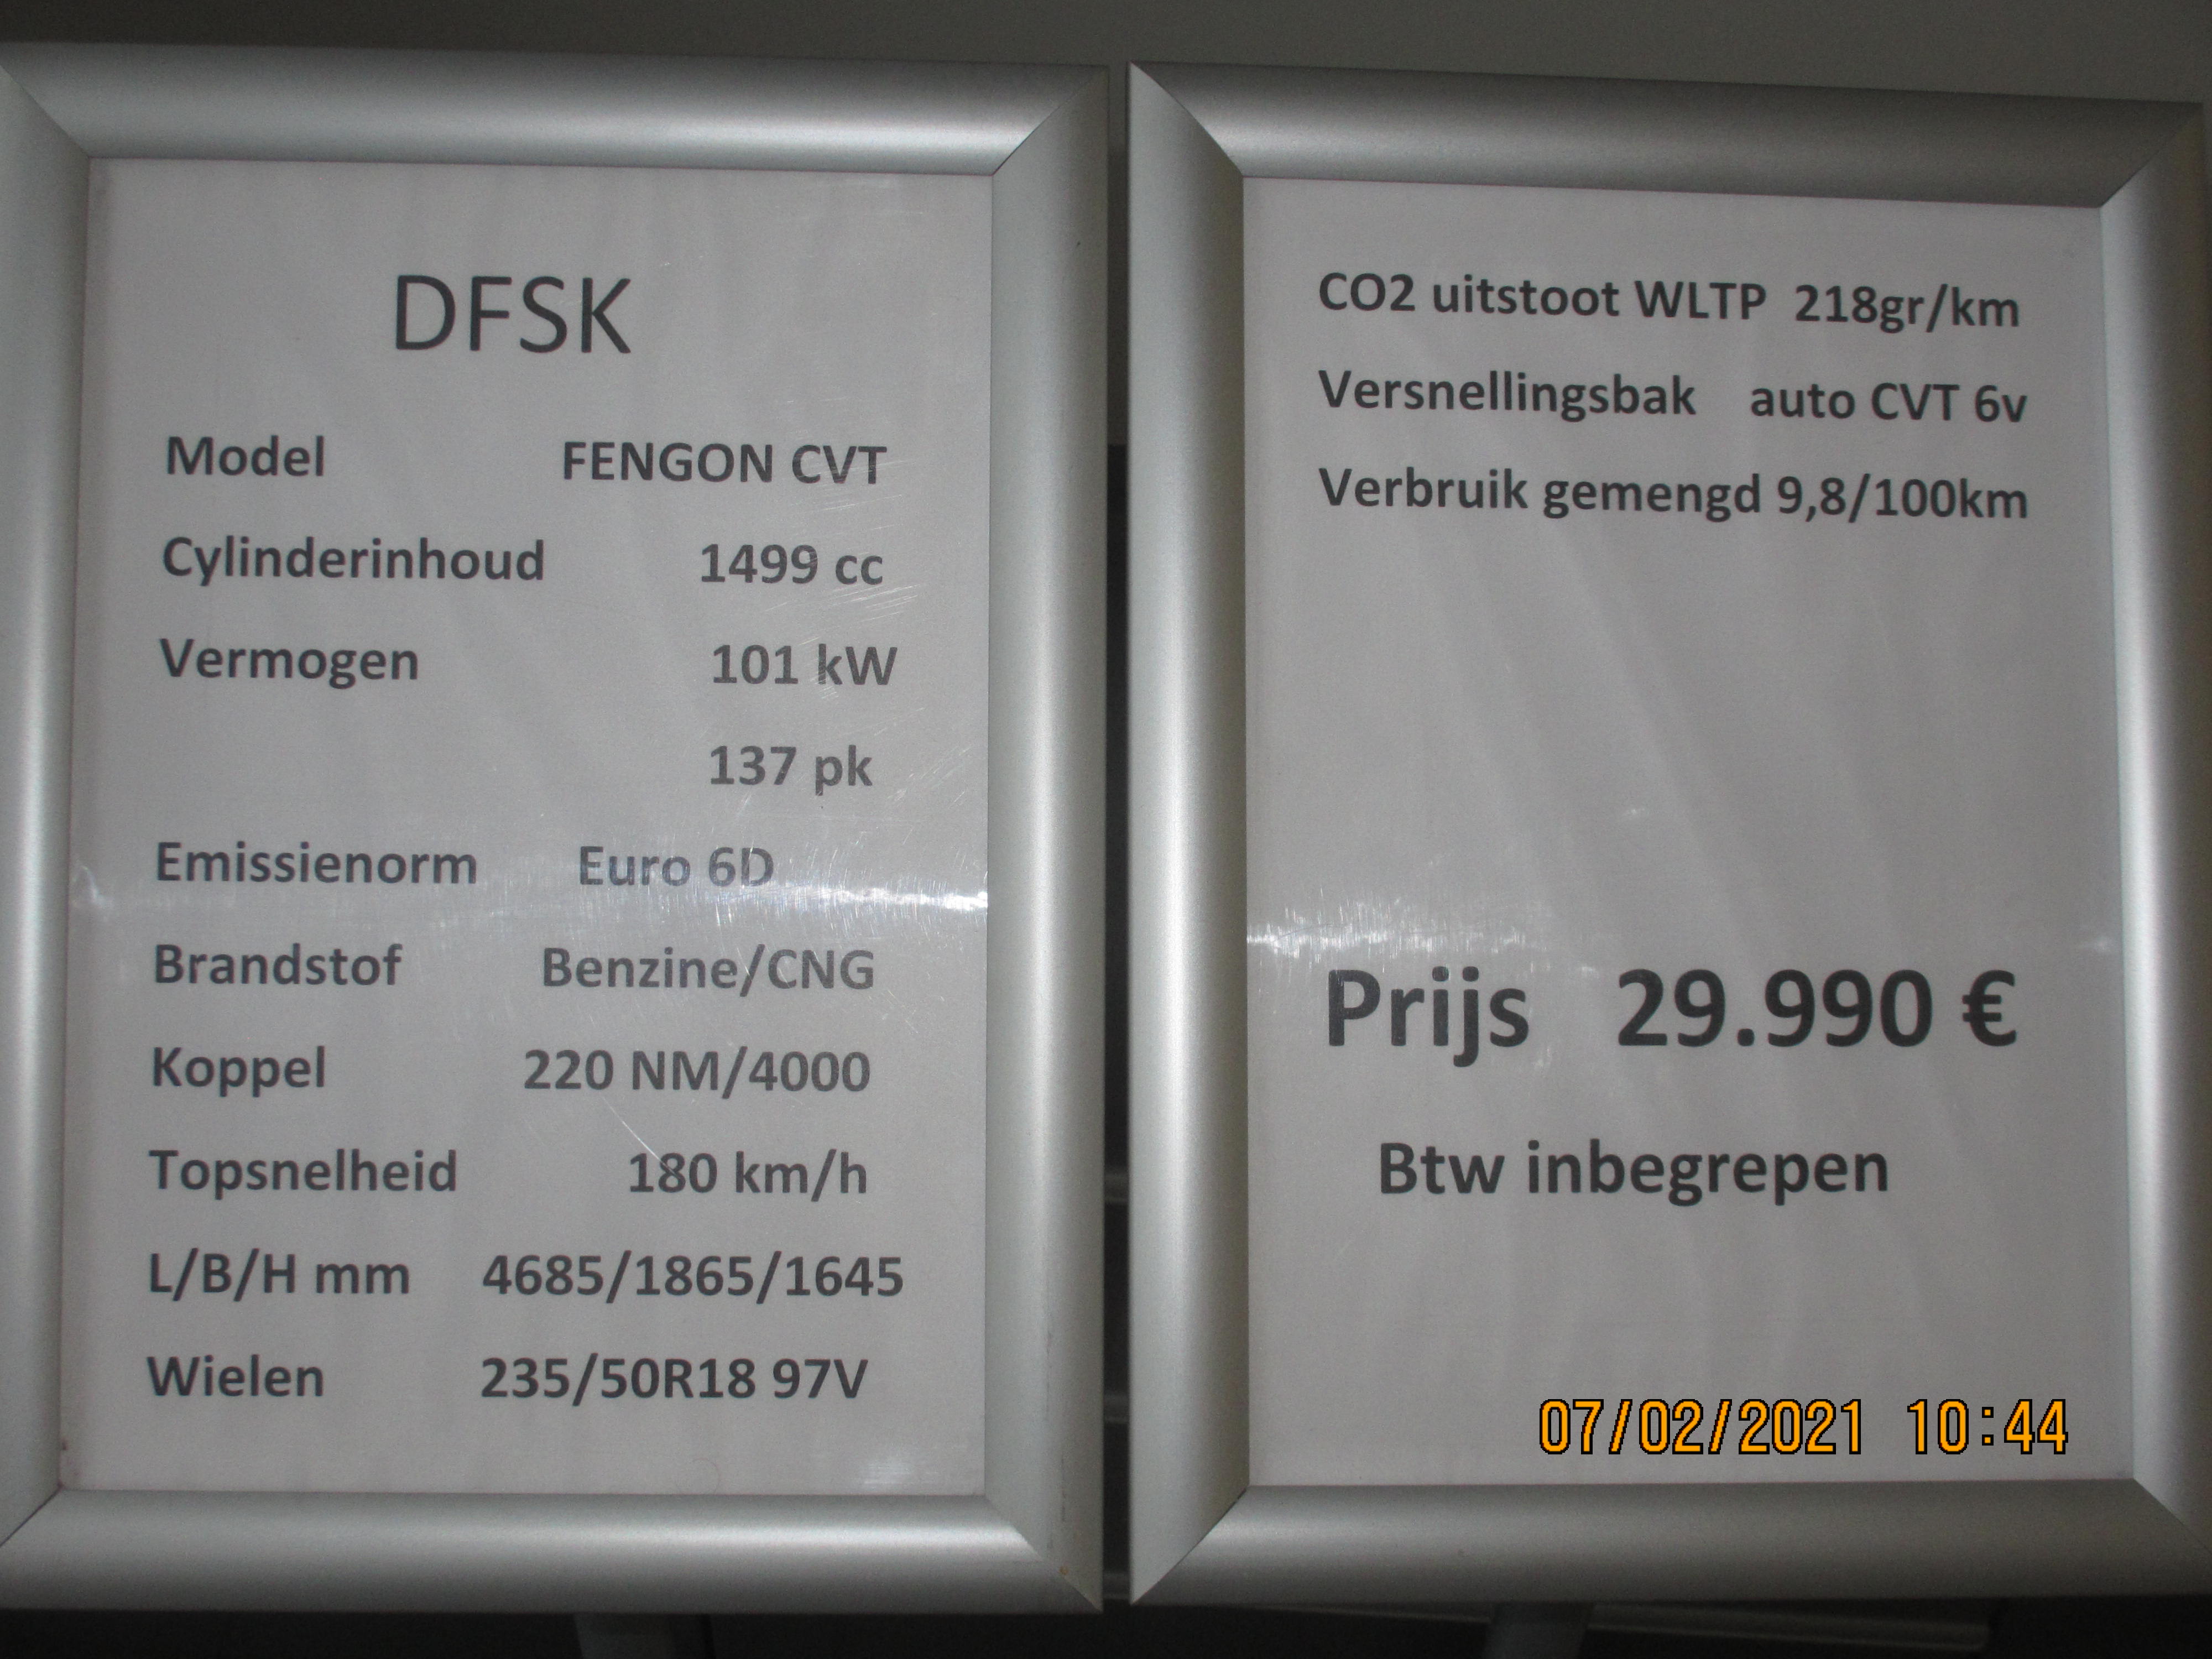 DFSK
Model FENGON CVT
Cylinderinhoud 1499 cc
Vermogen 101 kW
137 pk
Emissienorm Euro 6D
Brandstof Benzine/CNG
Koppel 220 NM/4000
Topsnelheid 180 km/h
L/B/H mm 4685/1865/1645
Wielen 235/50R18 97V
CO2 uitstoot WLTP 218gr/km
Versnellingsbak auto CVT 6v
Verbruik gemengd 9,8/100km
Prijs 29.990 €
Btw inbegrepen
07/02/2021 10:44